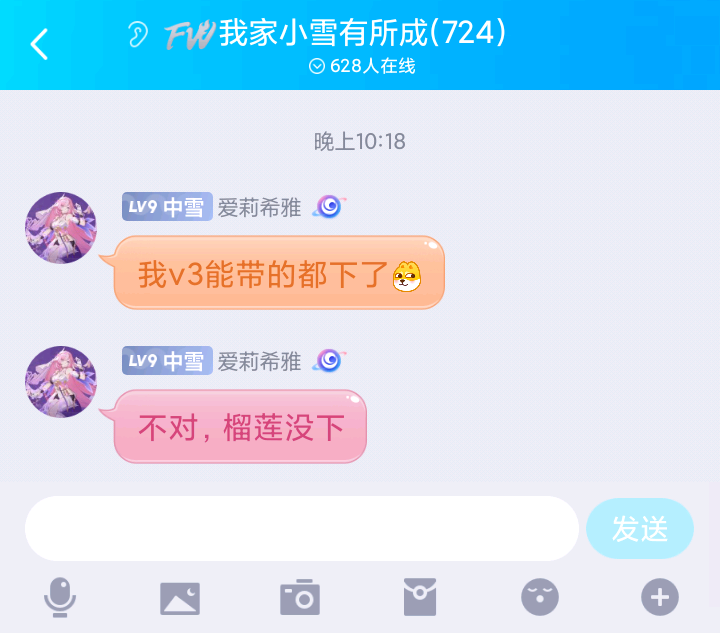 FW我家小雪有所成(724)
628人在线
晚上10:18
LV9 中雪 爱莉希雅
我v3能带的都下了
LV9 中雪 爱莉希雅
不对，榴莲没下
发送